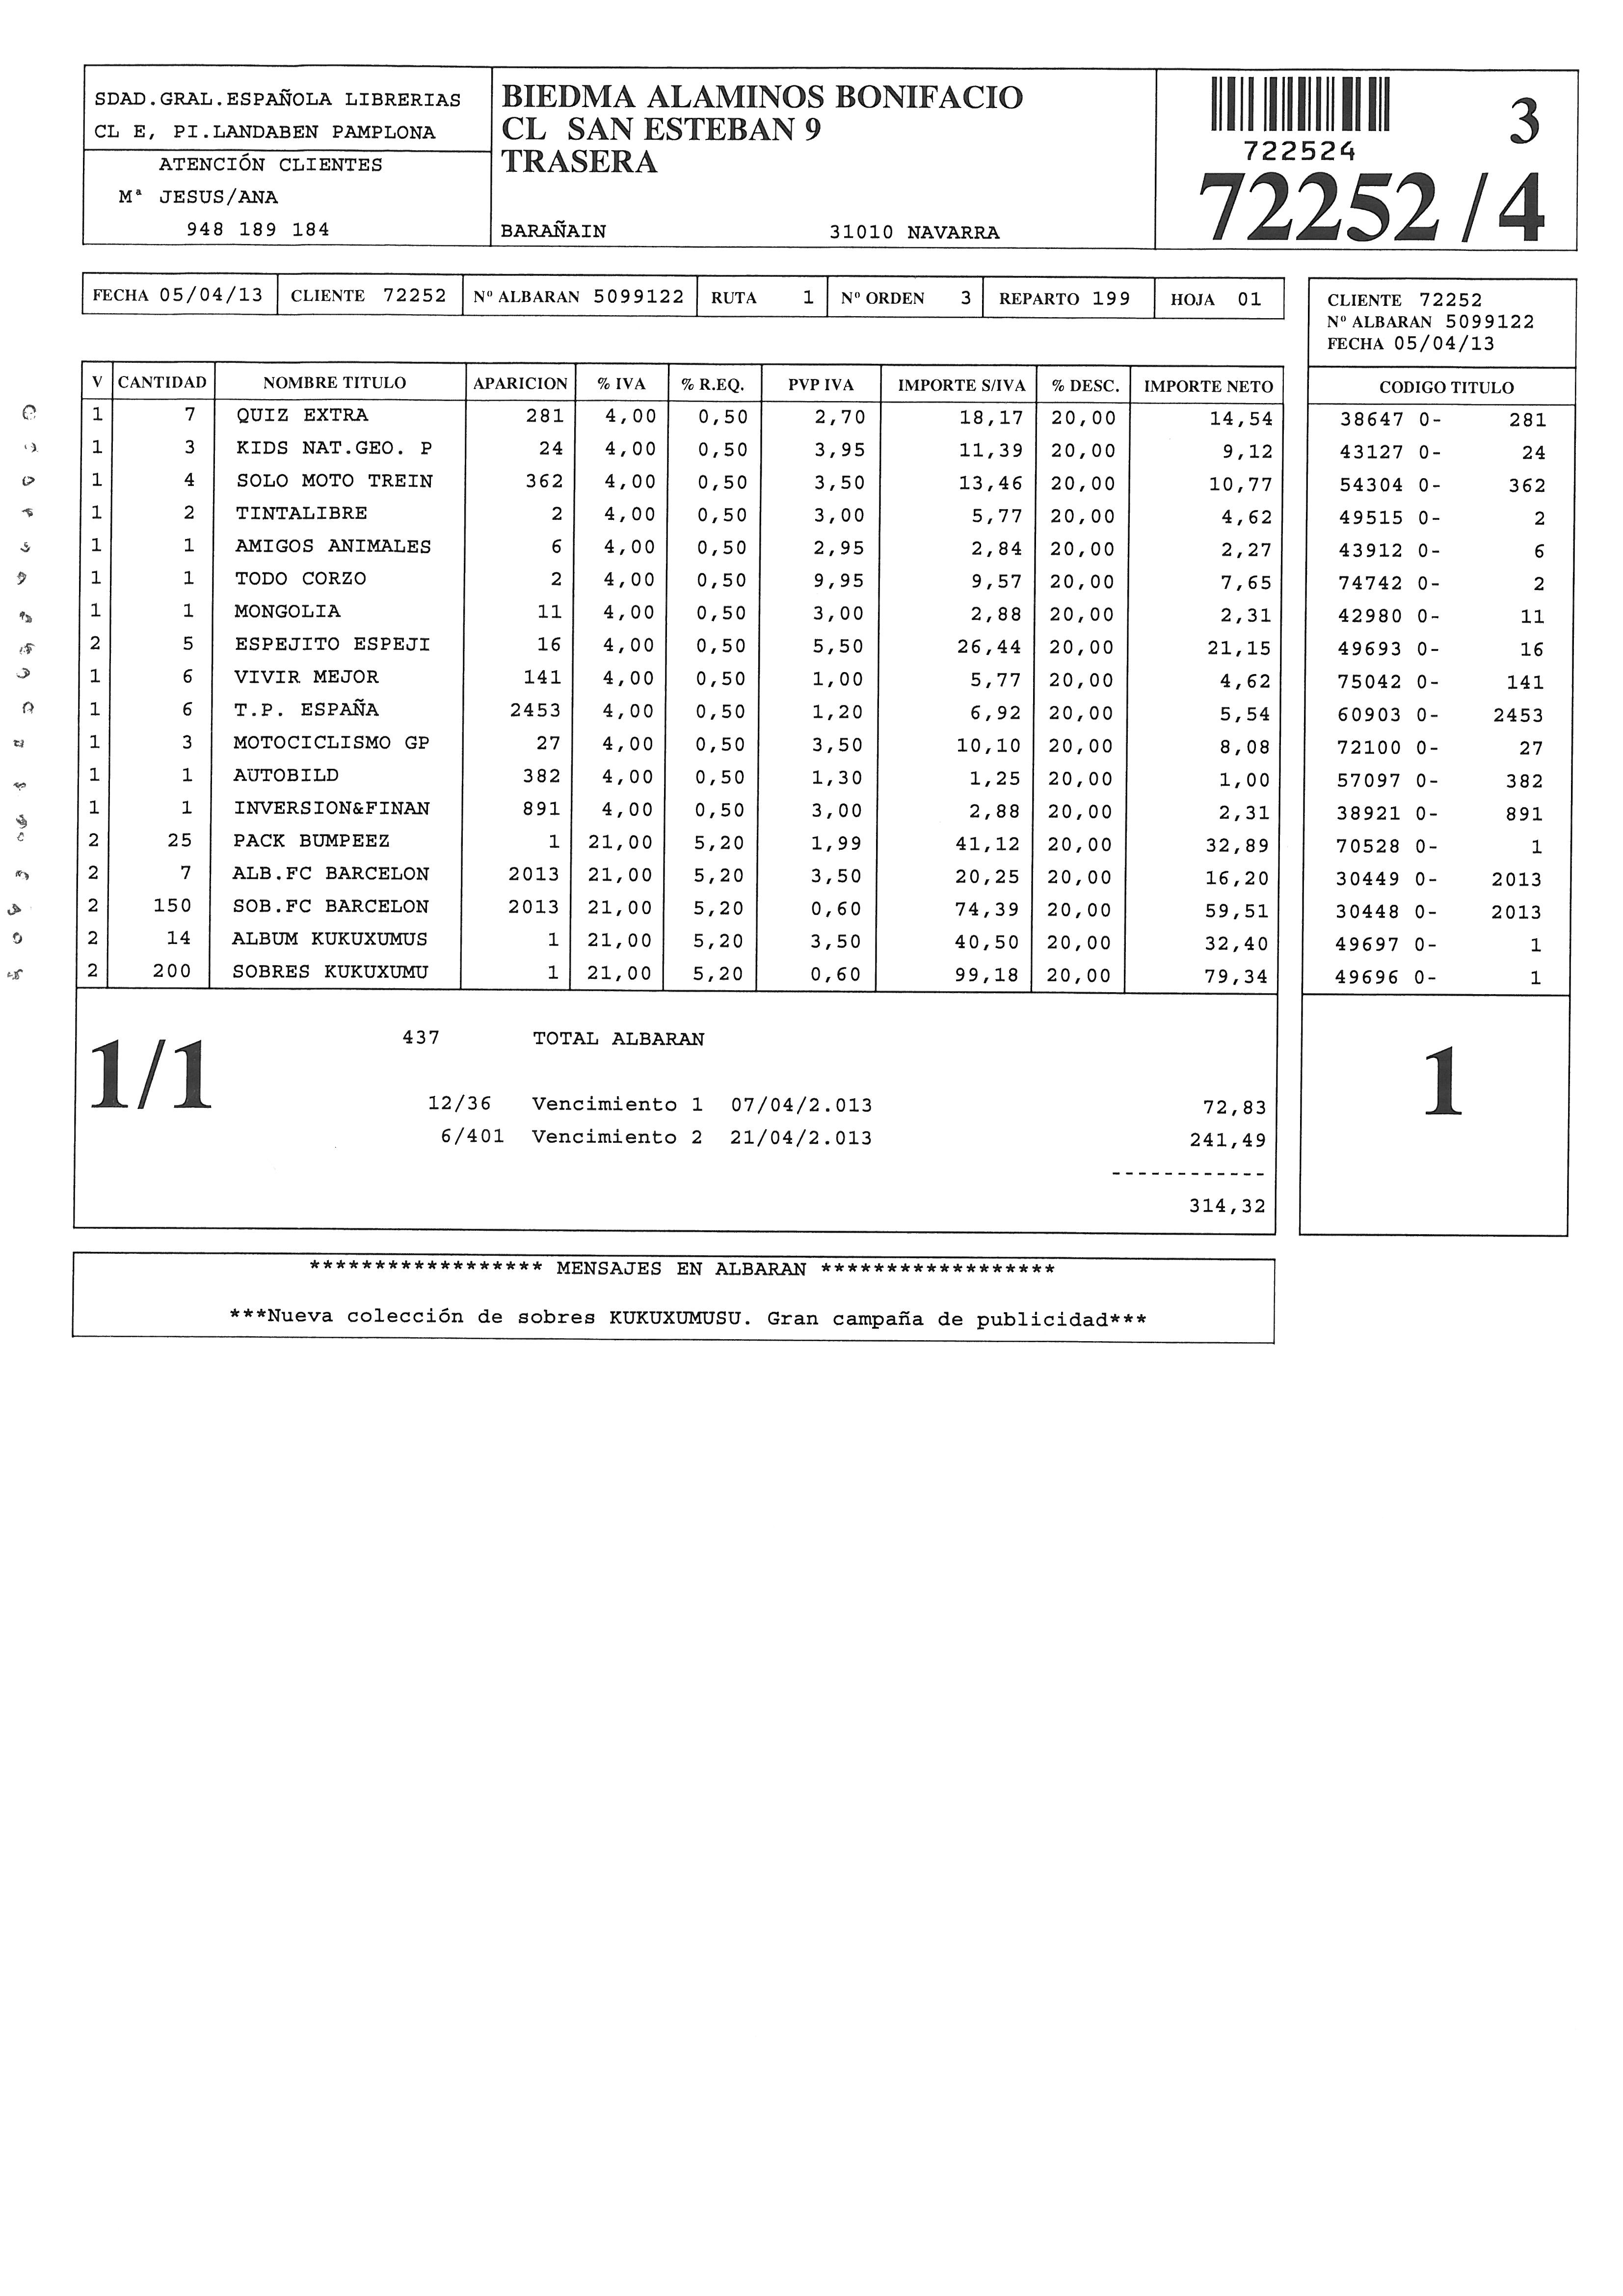 SDAD.GRAL.ESPAÑOLA LIBRERIAS
CL E, PI.LANDABEN PAMPLONA
ATENCIÓN CLIENTES
Mª JESUS/ANA
948 189 184
BIEDMA ALAMINOS BONIFACIO
CL SAN ESTEBAN 9
TRASERA
BARAÑAIN 31010 NAVARRA
722524
3
72252 / 4
FECHA 05/04/13 CLIENTE 72252 Nº ALBARAN 5099122 RUTA 1 Nº ORDEN 3 REPARTO 199 HOJA 01
CLIENTE 72252
Nº ALBARAN 5099122
FECHA 05/04/13
V CANTIDAD NOMBRE TITULO APARICION % IVA % R.EQ. PVP IVA IMPORTE S/IVA % DESC. IMPORTE NETO CODIGO TITULO
1 7 QUIZ EXTRA 281 4,00 0,50 2,70 18,17 20,00 14,54 38647 0- 281
1 3 KIDS NAT.GEO. P 24 4,00 0,50 3,95 11,39 20,00 9,12 43127 0- 24
1 4 SOLO MOTO TREIN 362 4,00 0,50 3,50 13,46 20,00 10,77 54304 0- 362
1 2 TINTALIBRE 2 4,00 0,50 3,00 5,77 20,00 4,62 49515 0- 2
1 1 AMIGOS ANIMALES 6 4,00 0,50 2,95 2,84 20,00 2,27 43912 0- 6
1 1 TODO CORZO 2 4,00 0,50 9,95 9,57 20,00 7,65 74742 0- 2
1 1 MONGOLIA 11 4,00 0,50 3,00 2,88 20,00 2,31 42980 0- 11
2 5 ESPEJITO ESPEJI 16 4,00 0,50 5,50 26,44 20,00 21,15 49693 0- 16
1 6 VIVIR MEJOR 141 4,00 0,50 1,00 5,77 20,00 4,62 75042 0- 141
1 6 T.P. ESPAÑA 2453 4,00 0,50 1,20 6,92 20,00 5,54 60903 0- 2453
1 3 MOTOCICLISMO GP 27 4,00 0,50 3,50 10,10 20,00 8,08 72100 0- 27
1 1 AUTOBILD 382 4,00 0,50 1,30 1,25 20,00 1,00 57097 0- 382
1 1 INVERSION&FINAN 891 4,00 0,50 3,00 2,88 20,00 2,31 38921 0- 891
2 25 PACK BUMPEEZ 1 21,00 5,20 1,99 41,12 20,00 32,89 70528 0- 1
2 7 ALB.FC BARCELON 2013 21,00 5,20 3,50 20,25 20,00 16,20 30449 0- 2013
2 150 SOB.FC BARCELON 2013 21,00 5,20 0,60 74,39 20,00 59,51 30448 0- 2013
2 14 ALBUM KUKUXUMUS 1 21,00 5,20 3,50 40,50 20,00 32,40 49697 0- 1
2 200 SOBRES KUKUXUMU 1 21,00 5,20 0,60 99,18 20,00 79,34 49696 0- 1
437 TOTAL ALBARAN
1/1
1
12/36 Vencimiento 1 07/04/2.013 72,83
6/401 Vencimiento 2 21/04/2.013 241,49
------------
314,32
****************** MENSAJES EN ALBARAN ******************
***Nueva colección de sobres KUKUXUMUSU. Gran campaña de publicidad***